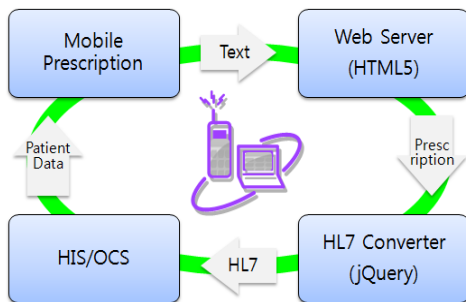 Mobile
Prescription
Text
Web Server
(HTML5)
Patient
Data
Presc
ription
HIS/OCS
HL7
HL7 Converter
(jQuery)